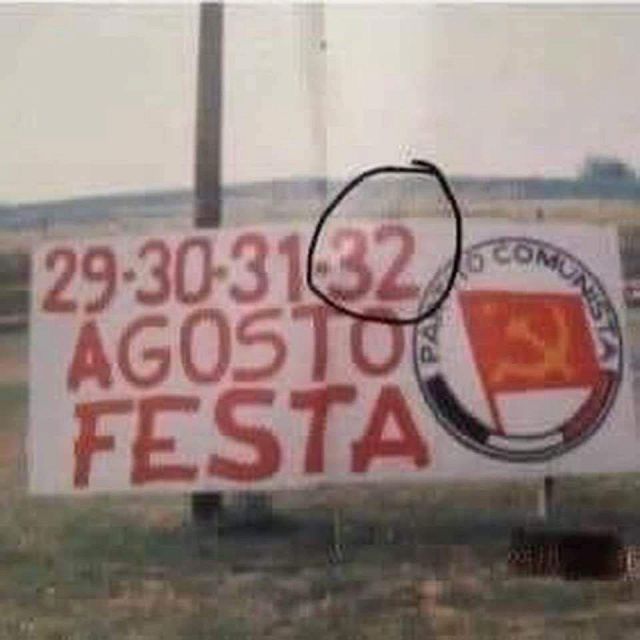 29·30·31·32
AGOSTO
FESTA
PARTITO COMUNISTA